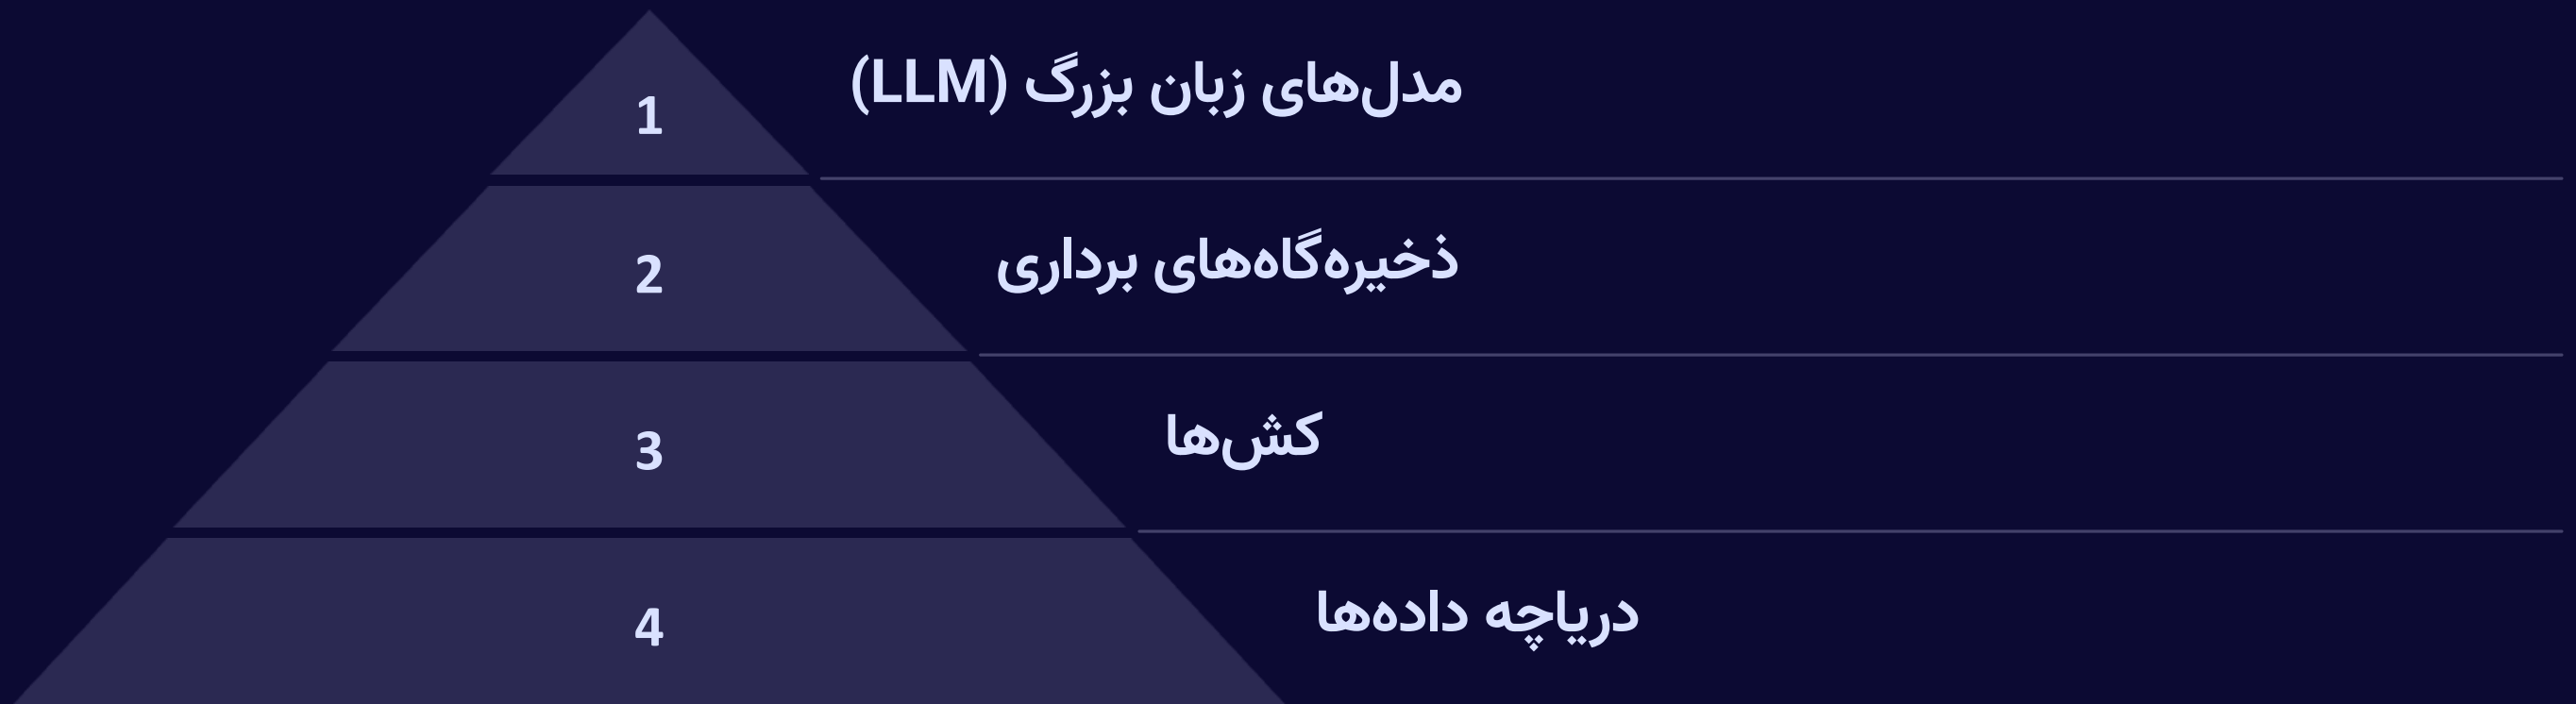 1
مدل‌های زبان بزرگ (LLM)
2
ذخیره‌گاه‌های برداری
3
کش‌ها
4
دریاچه داده‌ها